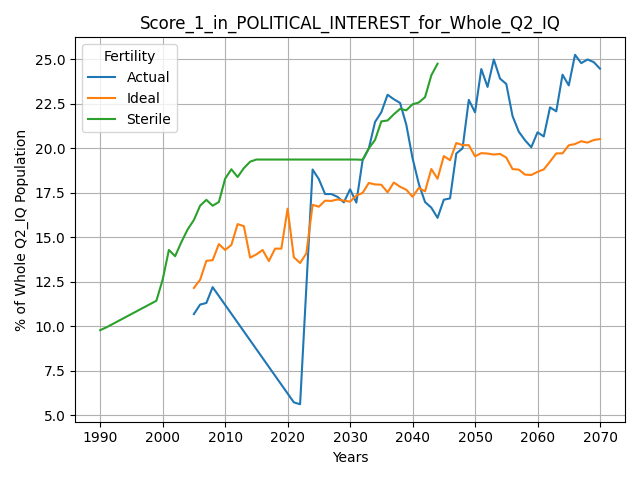 Score_1_in_POLITICAL_INTEREST_for_Whole_Q2_IQ
Fertility
Actual
Ideal
Sterile
% of Whole Q2_IQ Population
25.0
22.5
20.0
17.5
15.0
12.5
10.0
7.5
5.0
1990 2000 2010 2020 2030 2040 2050 2060 2070
Years